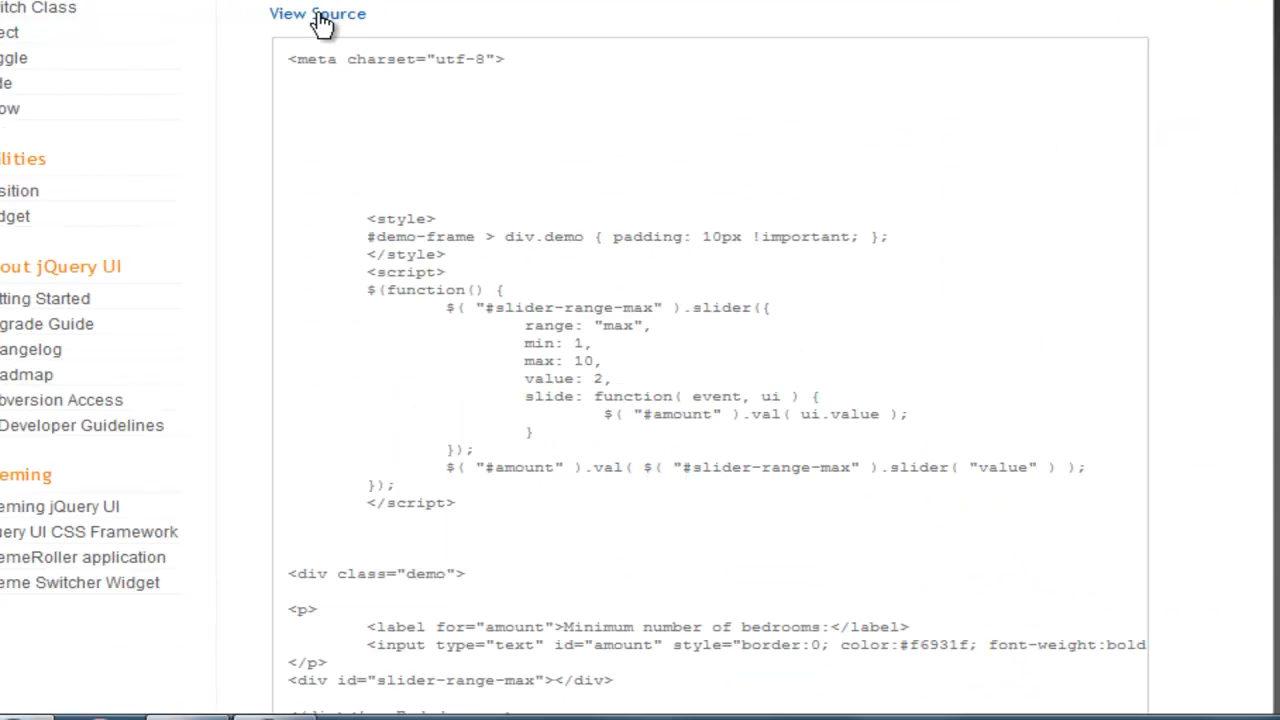 itch Class
ect
ggle
de
ow
ilities
sition
dget
out jQuery UI
tting Started
grade Guide
angelog
admap
bversion Access
Developer Guidelines
eming
eming jQuery UI
uery UI CSS Framework
emeRoller application
eme Switcher Widget
View Source
<meta charset="utf-8">
<style>
#demo-frame > div.demo { padding: 10px !important; };
</style>
<script>
$(function() {
$( "#slider-range-max" ).slider({
range: "max",
min: 1,
max: 10,
value: 2,
slide: function( event, ui ) {
$( "#amount" ).val( ui.value );
}
});
$( "#amount" ).val( $( "#slider-range-max" ).slider( "value" ) );
});
</script>
<div class="demo">
<p>
<label for="amount">Minimum number of bedrooms:</label>
<input type="text" id="amount" style="border:0; color:#f6931f; font-weight:bold
</p>
<div id="slider-range-max"></div>